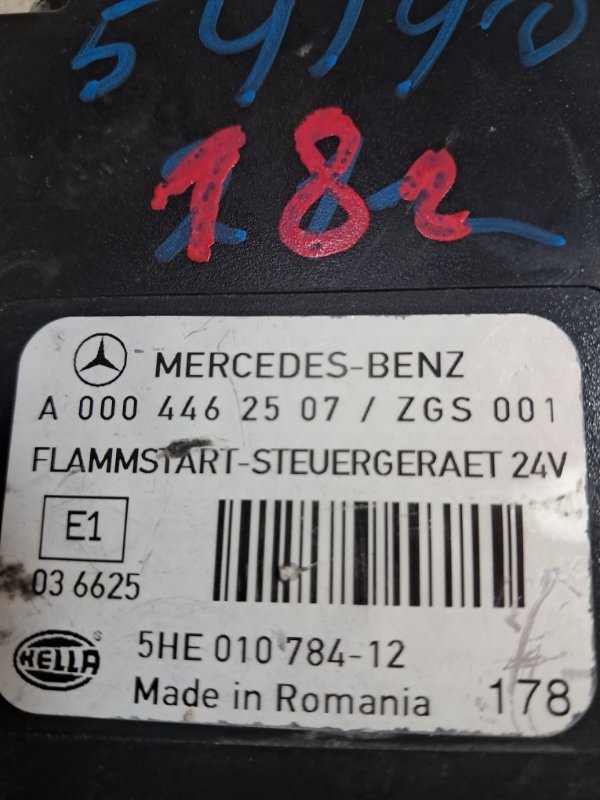 182
MERCEDES-BENZ
A 000 446 25 07 / ZGS 001
FLAMMSTART-STEUERGERAET 24V
E1
03 6625
HELLA
5HE 010 784-12
Made in Romania
178